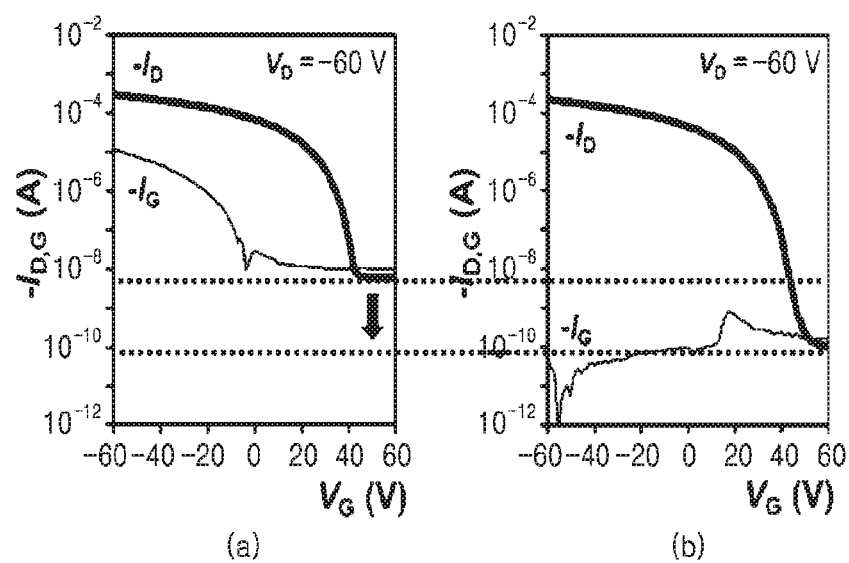 10⁻²
10⁻⁴
10⁻⁶
10⁻⁸
10⁻¹⁰
10⁻¹²
-I_D,G (A)
-I_D
V_D = -60 V
-I_G
-60 -40 -20 0 20 40 60
V_G (V)
(a)
10⁻²
10⁻⁴
10⁻⁶
10⁻⁸
10⁻¹⁰
10⁻¹²
-I_D,G (A)
V_D = -60 V
-I_D
-I_G
-60 -40 -20 0 20 40 60
V_G (V)
(b)